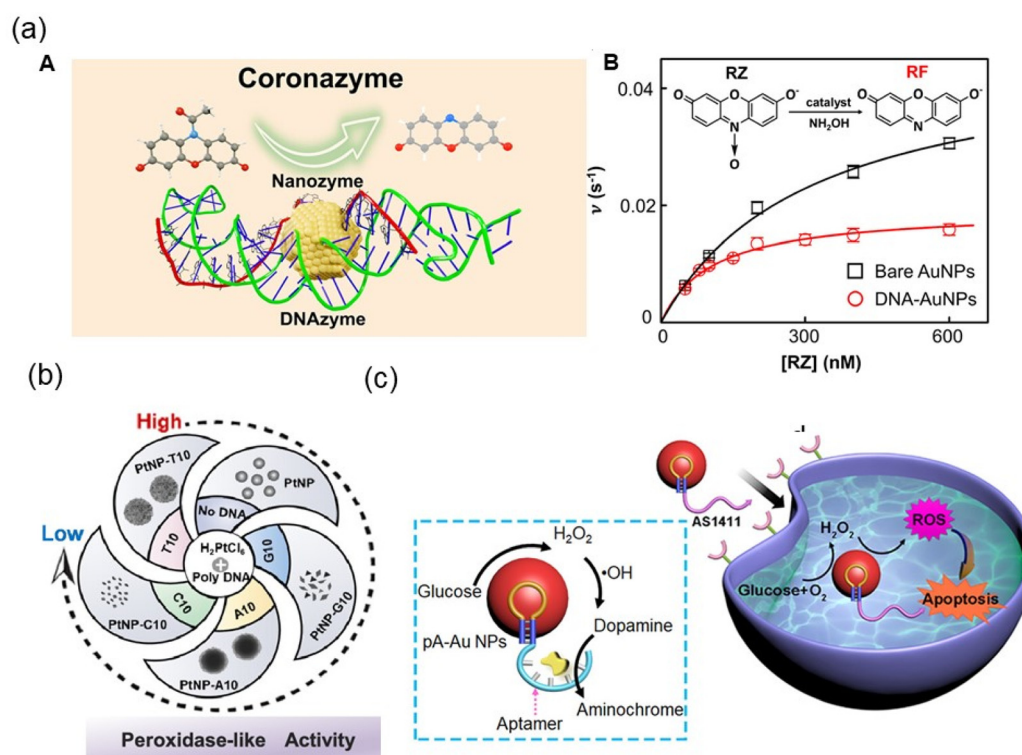 (a)
A
Coronazyme
Nanozyme
DNAzyme
B
RZ
RF
O
O
O⁻
N
O
catalyst
NH₂OH
O
O
O⁻
N
0.04
0.02
0
ν (s⁻¹)
Bare AuNPs
DNA-AuNPs
0
300
600
[RZ] (nM)
(b)
High
Low
PtNP-T10
PtNP
PtNP-G10
PtNP-A10
PtNP-C10
No DNA
G10
A10
C10
T10
H₂PtCl₆
+
Poly DNA
Peroxidase-like Activity
(c)
Glucose
H₂O₂
•OH
pA-Au NPs
Dopamine
Aptamer
Aminochrome
AS1411
H₂O₂
ROS
Glucose+O₂
Apoptosis